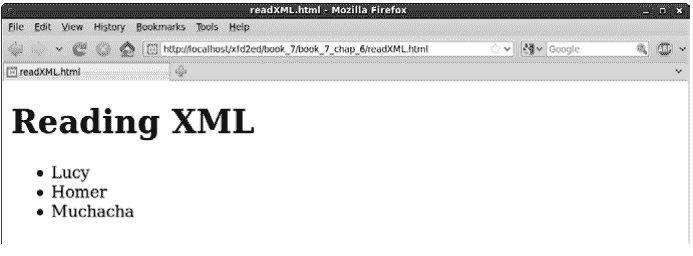 readXML.html - Mozilla Firefox
File Edit View History Bookmarks Tools Help
http://localhost/xfd2ed/book_7/book_7_chap_6/readXML.html
Google
ABP
readXML.html
Reading XML
• Lucy
• Homer
• Muchacha